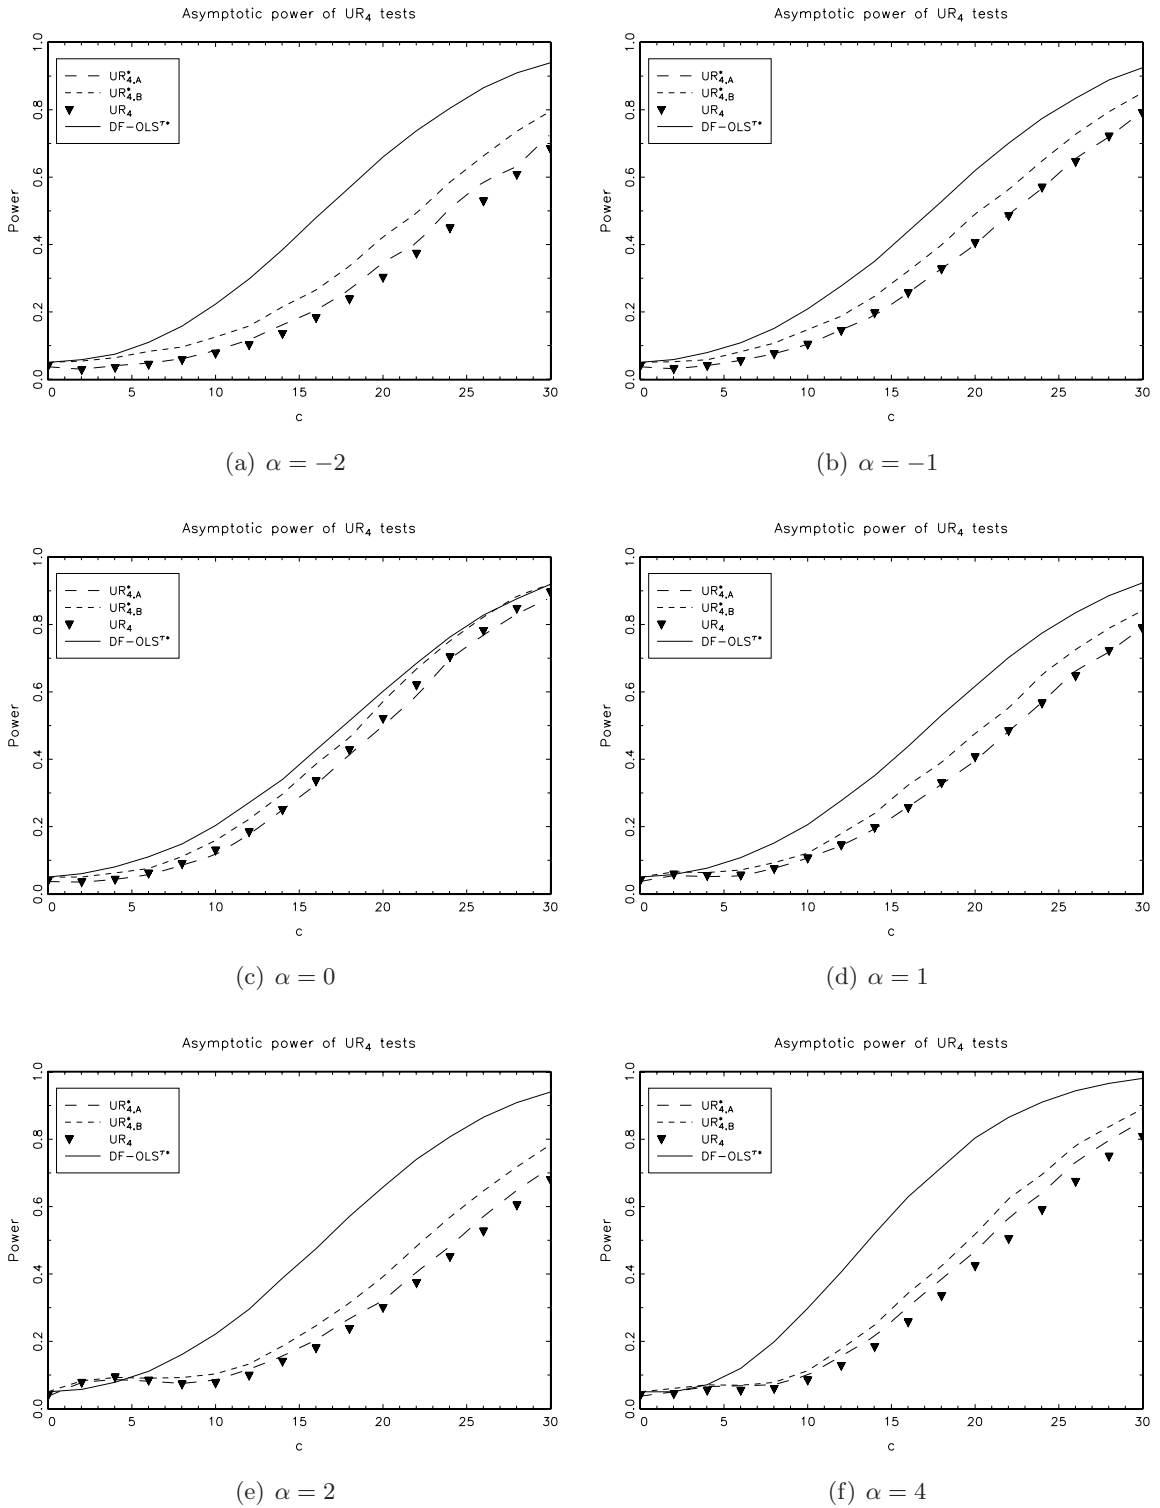 Asymptotic power of UR₄ tests
Power
1.0
0.8
0.6
0.4
0.2
0.0
UR*₄,A
UR*₄,B
UR₄
DF-OLSᵀ*
0 5 10 15 20 25 30
c
(a) α = −2
Asymptotic power of UR₄ tests
Power
1.0
0.8
0.6
0.4
0.2
0.0
UR*₄,A
UR*₄,B
UR₄
DF-OLSᵀ*
0 5 10 15 20 25 30
c
(b) α = −1
Asymptotic power of UR₄ tests
Power
1.0
0.8
0.6
0.4
0.2
0.0
UR*₄,A
UR*₄,B
UR₄
DF-OLSᵀ*
0 5 10 15 20 25 30
c
(c) α = 0
Asymptotic power of UR₄ tests
Power
1.0
0.8
0.6
0.4
0.2
0.0
UR*₄,A
UR*₄,B
UR₄
DF-OLSᵀ*
0 5 10 15 20 25 30
c
(d) α = 1
Asymptotic power of UR₄ tests
Power
1.0
0.8
0.6
0.4
0.2
0.0
UR*₄,A
UR*₄,B
UR₄
DF-OLSᵀ*
0 5 10 15 20 25 30
c
(e) α = 2
Asymptotic power of UR₄ tests
Power
1.0
0.8
0.6
0.4
0.2
0.0
UR*₄,A
UR*₄,B
UR₄
DF-OLSᵀ*
0 5 10 15 20 25 30
c
(f) α = 4